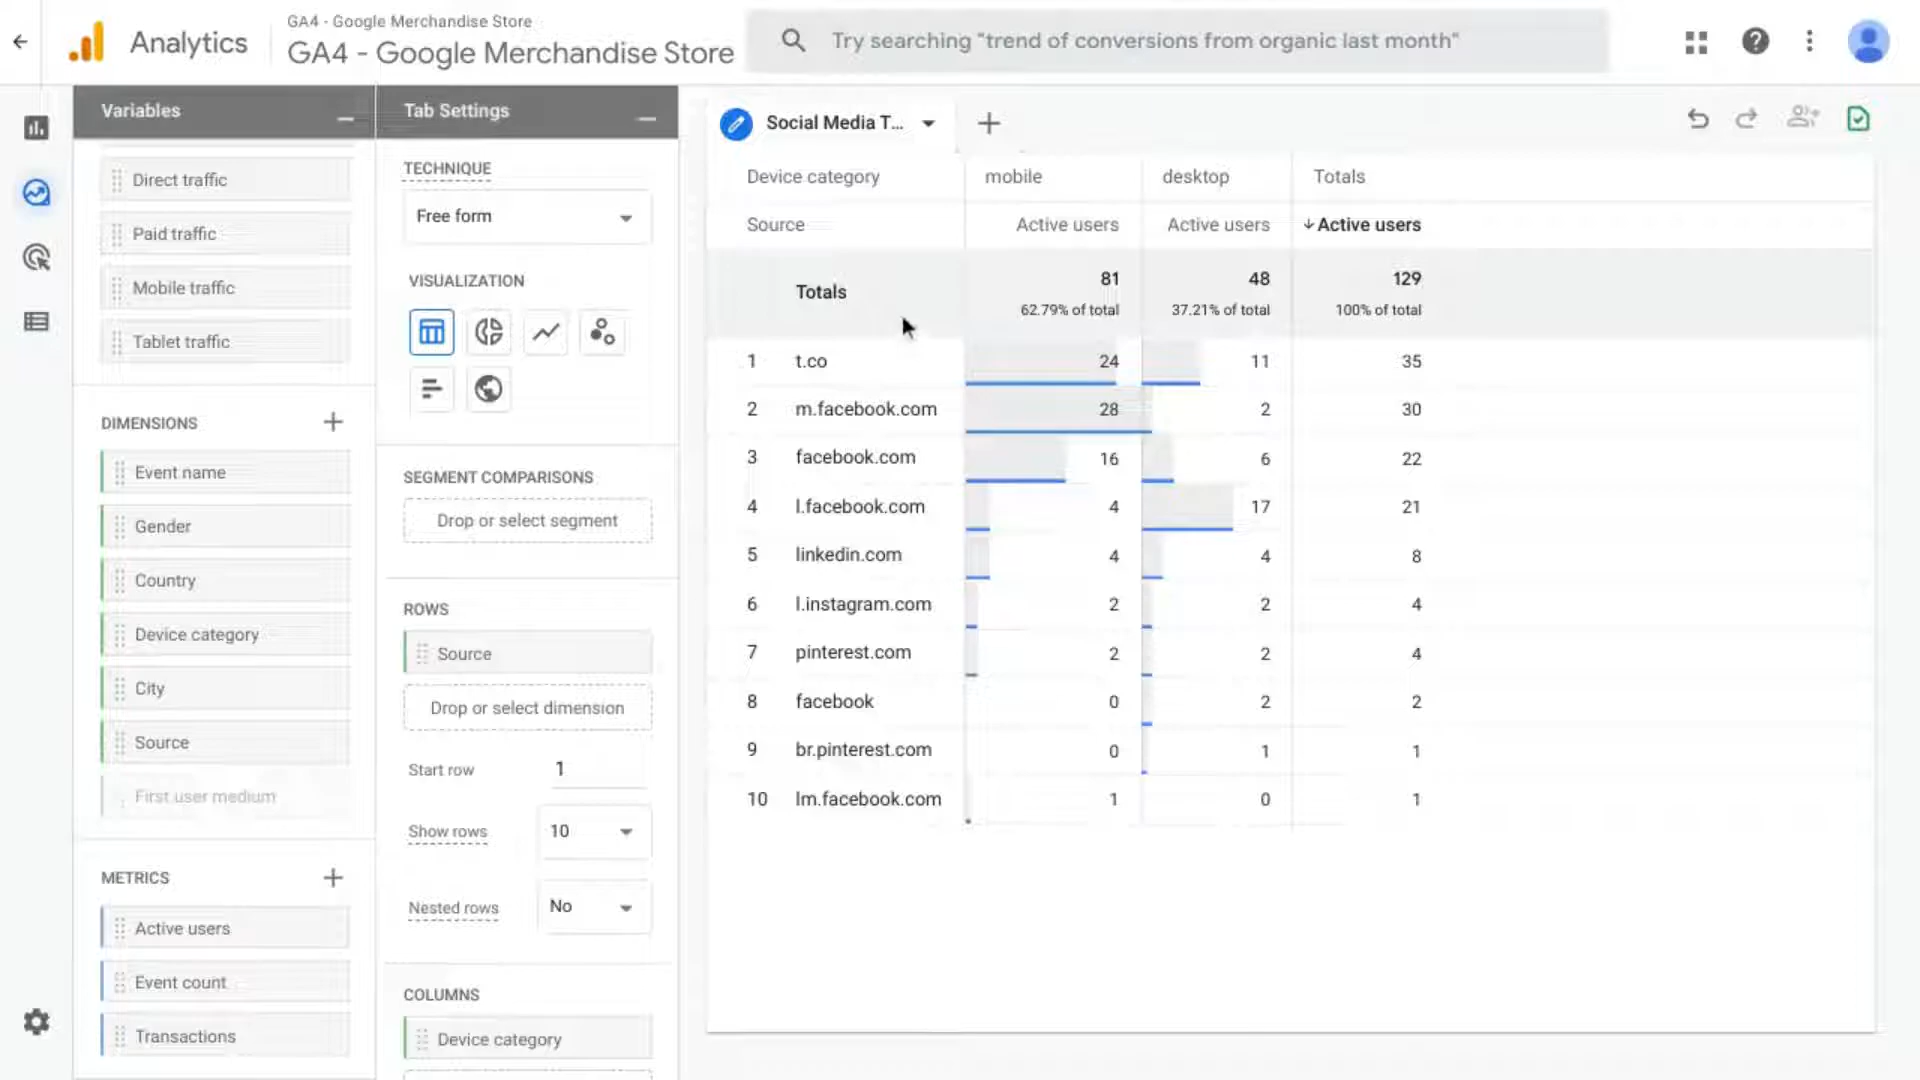 Analytics
GA4 - Google Merchandise Store
GA4 - Google Merchandise Store
Try searching "trend of conversions from organic last month"
Variables
Direct traffic
Paid traffic
Mobile traffic
Tablet traffic
DIMENSIONS
Event name
Gender
Country
Device category
City
Source
First user medium
METRICS
Active users
Event count
Transactions
Tab Settings
TECHNIQUE
Free form
VISUALIZATION
SEGMENT COMPARISONS
Drop or select segment
ROWS
Source
Drop or select dimension
Start row 1
Show rows 10
Nested rows No
COLUMNS
Device category
Social Media T...
Device category mobile desktop Totals
Source Active users Active users Active users
Totals 81 48 129
62.79% of total 37.21% of total 100% of total
1 t.co 24 11 35
2 m.facebook.com 28 2 30
3 facebook.com 16 6 22
4 l.facebook.com 4 17 21
5 linkedin.com 4 4 8
6 l.instagram.com 2 2 4
7 pinterest.com 2 2 4
8 facebook 0 2 2
9 br.pinterest.com 0 1 1
10 lm.facebook.com 1 0 1